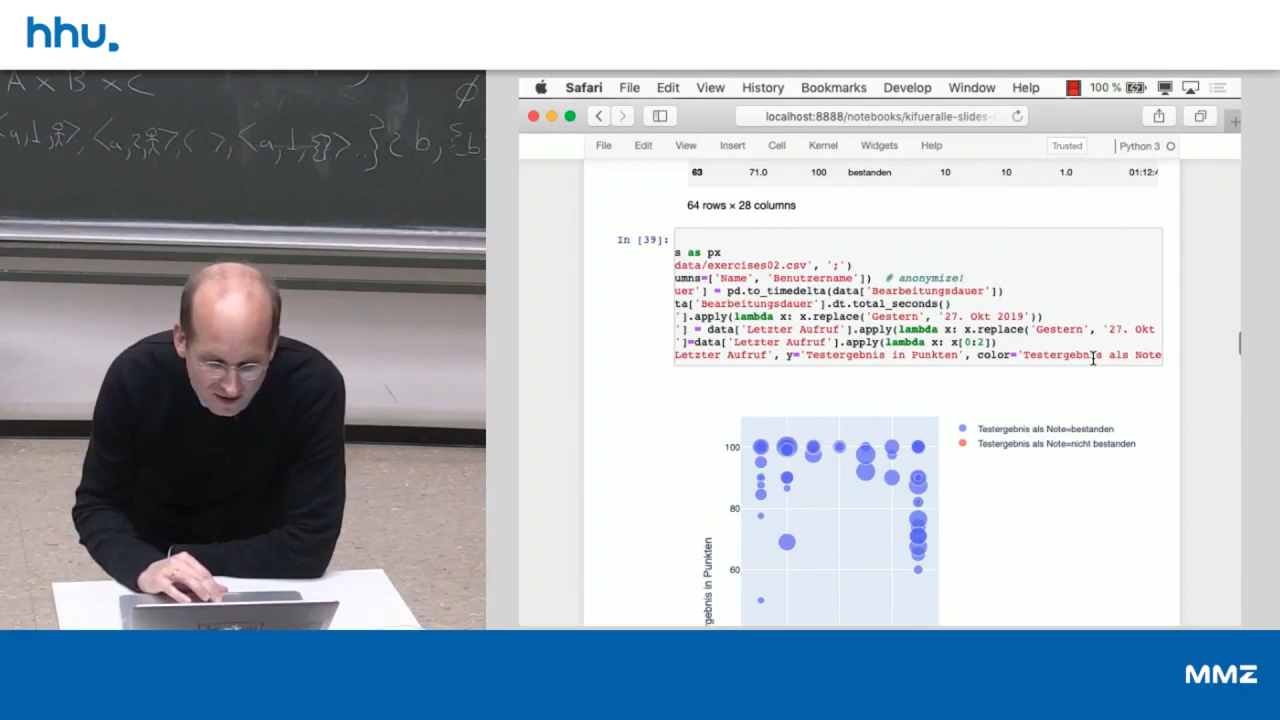 hhu.
A x B x C
Safari File Edit View History Bookmarks Develop Window Help 100 %
localhost:8888/notebooks/kifueralle-slides-
File Edit View Insert Cell Kernel Widgets Help Trusted Python 3
63 71.0 100 bestanden 10 10 1.0 01:12:4
64 rows × 28 columns
In [39]:
s as px
data/exercises02.csv', ';')
umns=['Name', 'Benutzername']) # anonymize!
uer'] = pd.to_timedelta(data['Bearbeitungsdauer'])
ta['Bearbeitungsdauer'].dt.total_seconds()
'].apply(lambda x: x.replace('Gestern', '27. Okt 2019'))
'] = data['Letzter Aufruf'].apply(lambda x: x.replace('Gestern', '27. Okt
']=data['Letzter Aufruf'].apply(lambda x: x[0:2])
Letzter Aufruf', y='Testergebnis in Punkten', color='Testergebnis als Note
Testergebnis als Note=bestanden
Testergebnis als Note=nicht bestanden
100
80
60
gebnis in Punkten
MMZ